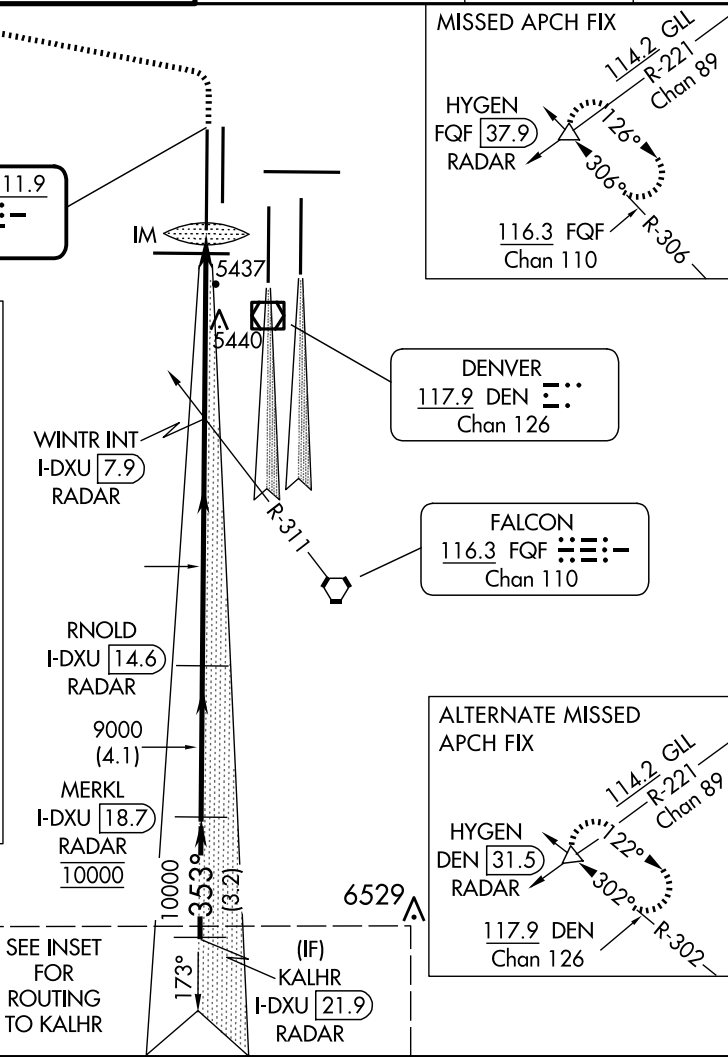 MISSED APCH FIX
114.2 GLL
R-221
Chan 89
HYGEN
FQF 37.9
RADAR
126°
306°
116.3 FQF
Chan 110
R-306
11.9
IM
5437
5440
DENVER
117.9 DEN
Chan 126
WINTR INT
I-DXU 7.9
RADAR
R-311
FALCON
116.3 FQF
Chan 110
RNOLD
I-DXU 14.6
RADAR
9000
(4.1)
MERKL
I-DXU 18.7
RADAR
10000
10000
353°
(3.2)
173°
6529
SEE INSET
FOR
ROUTING
TO KALHR
(IF)
KALHR
I-DXU 21.9
RADAR
ALTERNATE MISSED
APCH FIX
114.2 GLL
R-221
Chan 89
HYGEN
DEN 31.5
RADAR
122°
302°
117.9 DEN
Chan 126
R-302